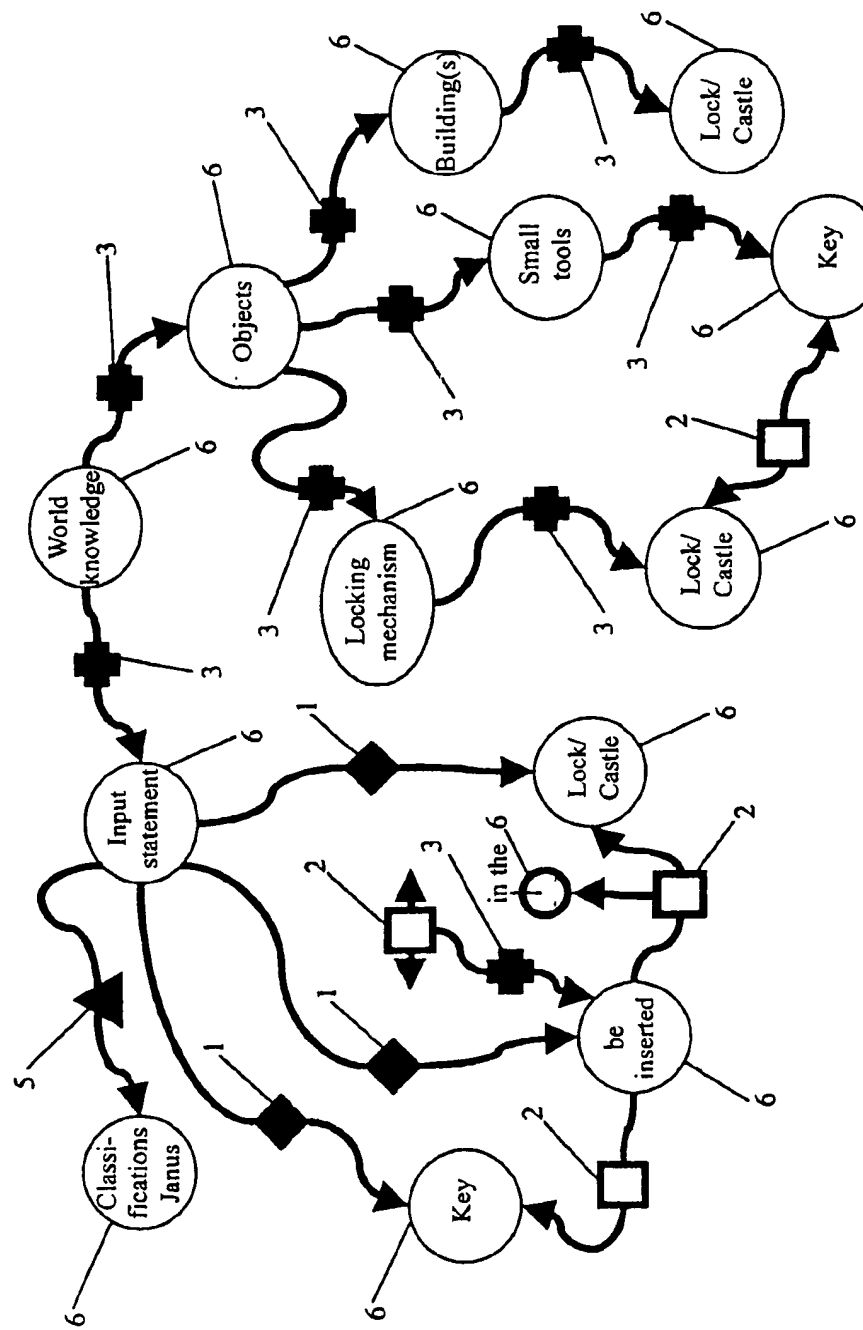 5
6
Classi-
fications
Janus
Input
statement
6
World
knowledge
6
3
3
Objects
6
3
Building(s)
6
3
Lock/
Castle
6
3
Small
tools
6
3
Key
6
3
Locking
mechanism
6
3
Lock/
Castle
6
2
1
Key
6
1
2
3
in the
6
1
Lock/
Castle
6
be
inserted
6
2
2